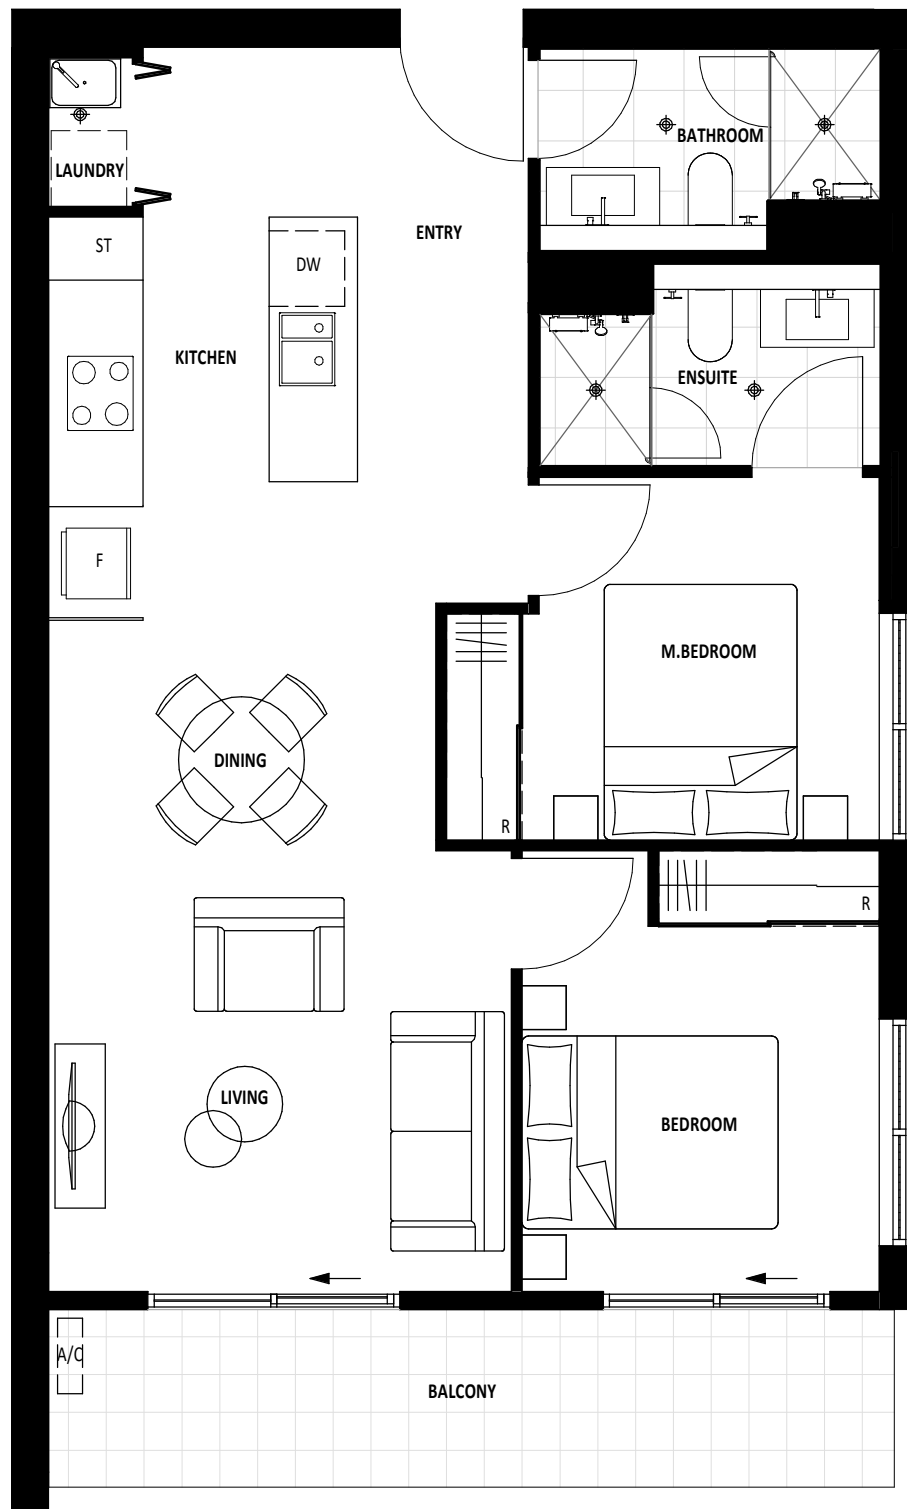 BATHROOM
LAUNDRY
ENTRY
ST
DW
KITCHEN
ENSUITE
F
M.BEDROOM
DINING
R
R
LIVING
BEDROOM
A/C
BALCONY